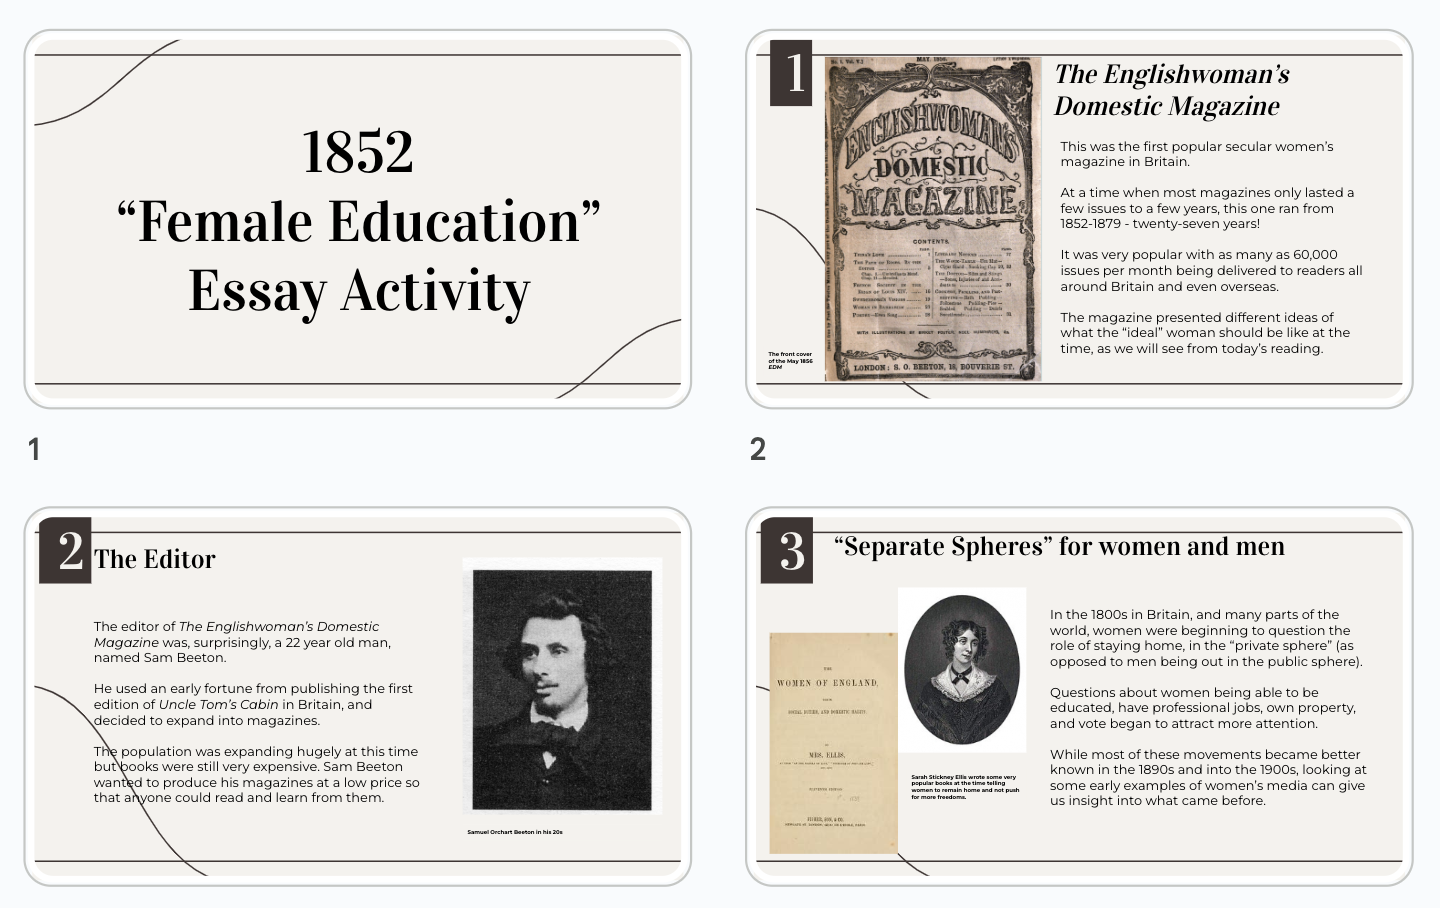 1852
“Female Education”
Essay Activity
1
1
MAY, 1856.
ENGLISHWOMAN'S
DOMESTIC
MAGAZINE.
CONTENTS.
WITH ILLUSTRATIONS BY
LONDON: S. O. BEETON, 18, BOUVERIE ST.
The front cover
of the May 1856
EDM
The Englishwoman’s
Domestic Magazine
This was the first popular secular women’s
magazine in Britain.
At a time when most magazines only lasted a
few issues to a few years, this one ran from
1852-1879 - twenty-seven years!
It was very popular with as many as 60,000
issues per month being delivered to readers all
around Britain and even overseas.
The magazine presented different ideas of
what the “ideal” woman should be like at the
time, as we will see from today’s reading.
2
2
The Editor
The editor of The Englishwoman’s Domestic
Magazine was, surprisingly, a 22 year old man,
named Sam Beeton.
He used an early fortune from publishing the first
edition of Uncle Tom’s Cabin in Britain, and
decided to expand into magazines.
The population was expanding hugely at this time
but books were still very expensive. Sam Beeton
wanted to produce his magazines at a low price so
that anyone could read and learn from them.
Samuel Orchart Beeton in his 20s
3
“Separate Spheres” for women and men
THE
WOMEN OF ENGLAND,
SOCIAL DUTIES, AND DOMESTIC HABITS.
BY
MRS. ELLIS.
FISHER, SON, & CO.
Sarah Stickney Ellis wrote some very
popular books at the time telling
women to remain home and not push
for more freedoms.
In the 1800s in Britain, and many parts of the
world, women were beginning to question the
role of staying home, in the “private sphere” (as
opposed to men being out in the public sphere).
Questions about women being able to be
educated, have professional jobs, own property,
and vote began to attract more attention.
While most of these movements became better
known in the 1890s and into the 1900s, looking at
some early examples of women’s media can give
us insight into what came before.